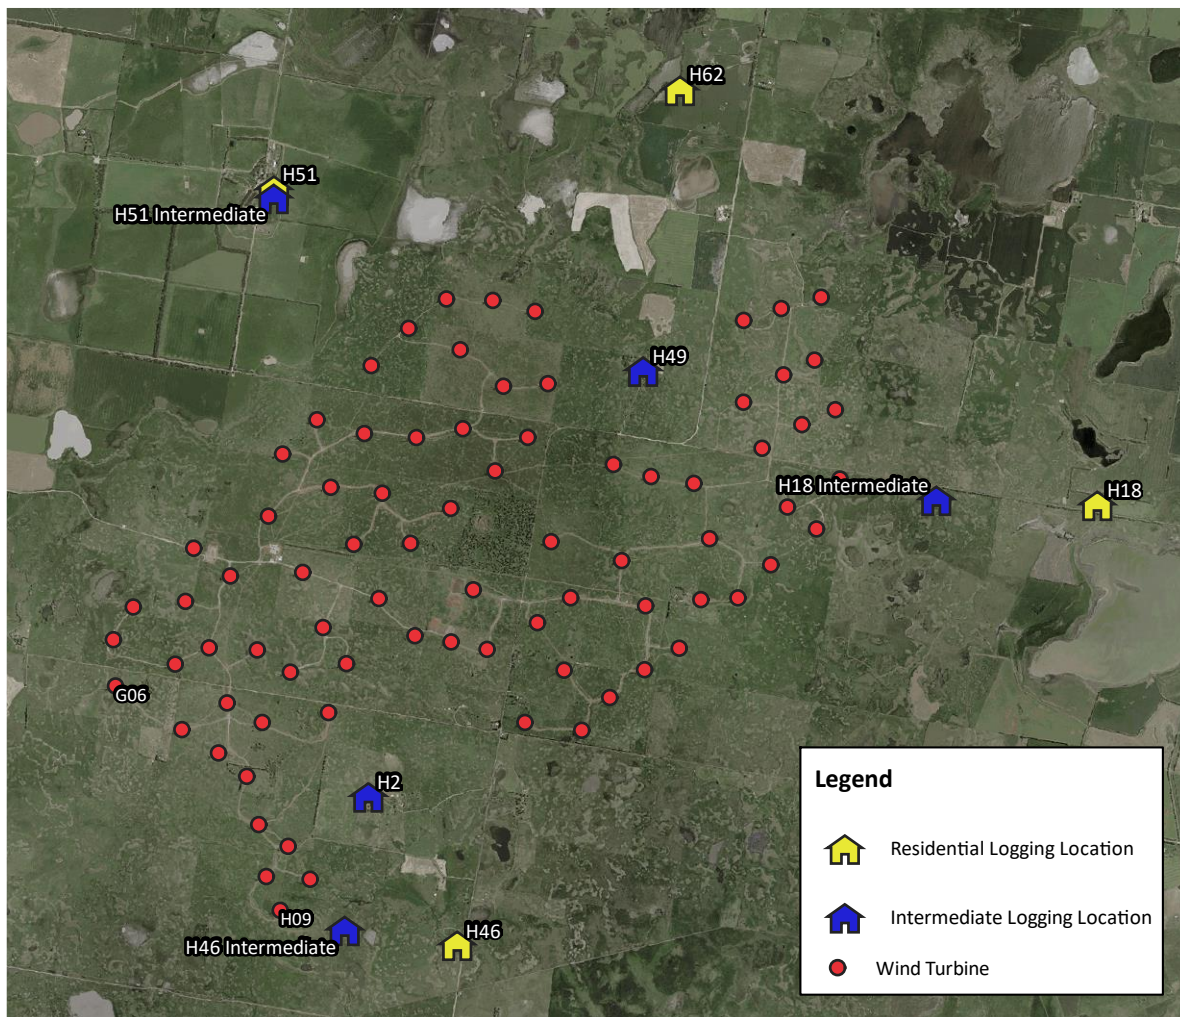 H62
H51
H51 Intermediate
H49
H18 Intermediate
H18
G06
H2
H09
H46 Intermediate
H46
Legend
Residential Logging Location
Intermediate Logging Location
Wind Turbine